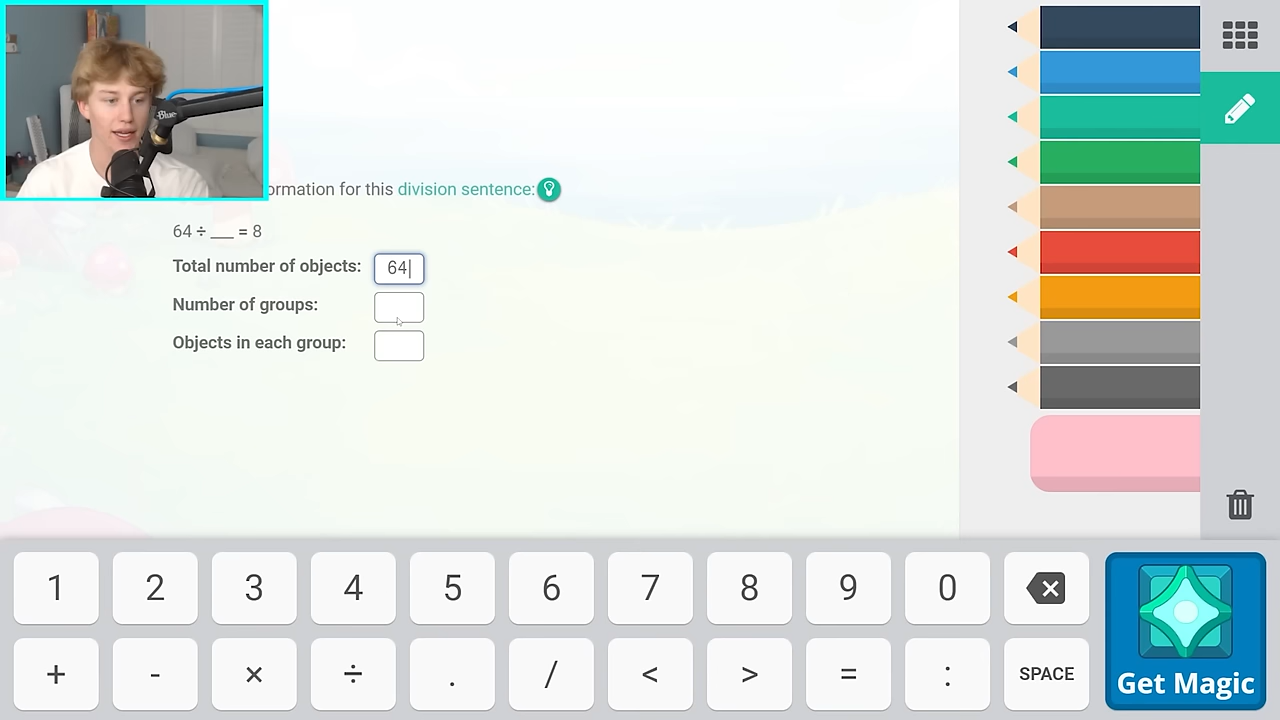 ormation for this division sentence:
64 ÷ ___ = 8
Total number of objects: 64
Number of groups:
Objects in each group:
Blue
1 2 3 4 5 6 7 8 9 0
+ - × ÷ . / < > = : SPACE
Get Magic